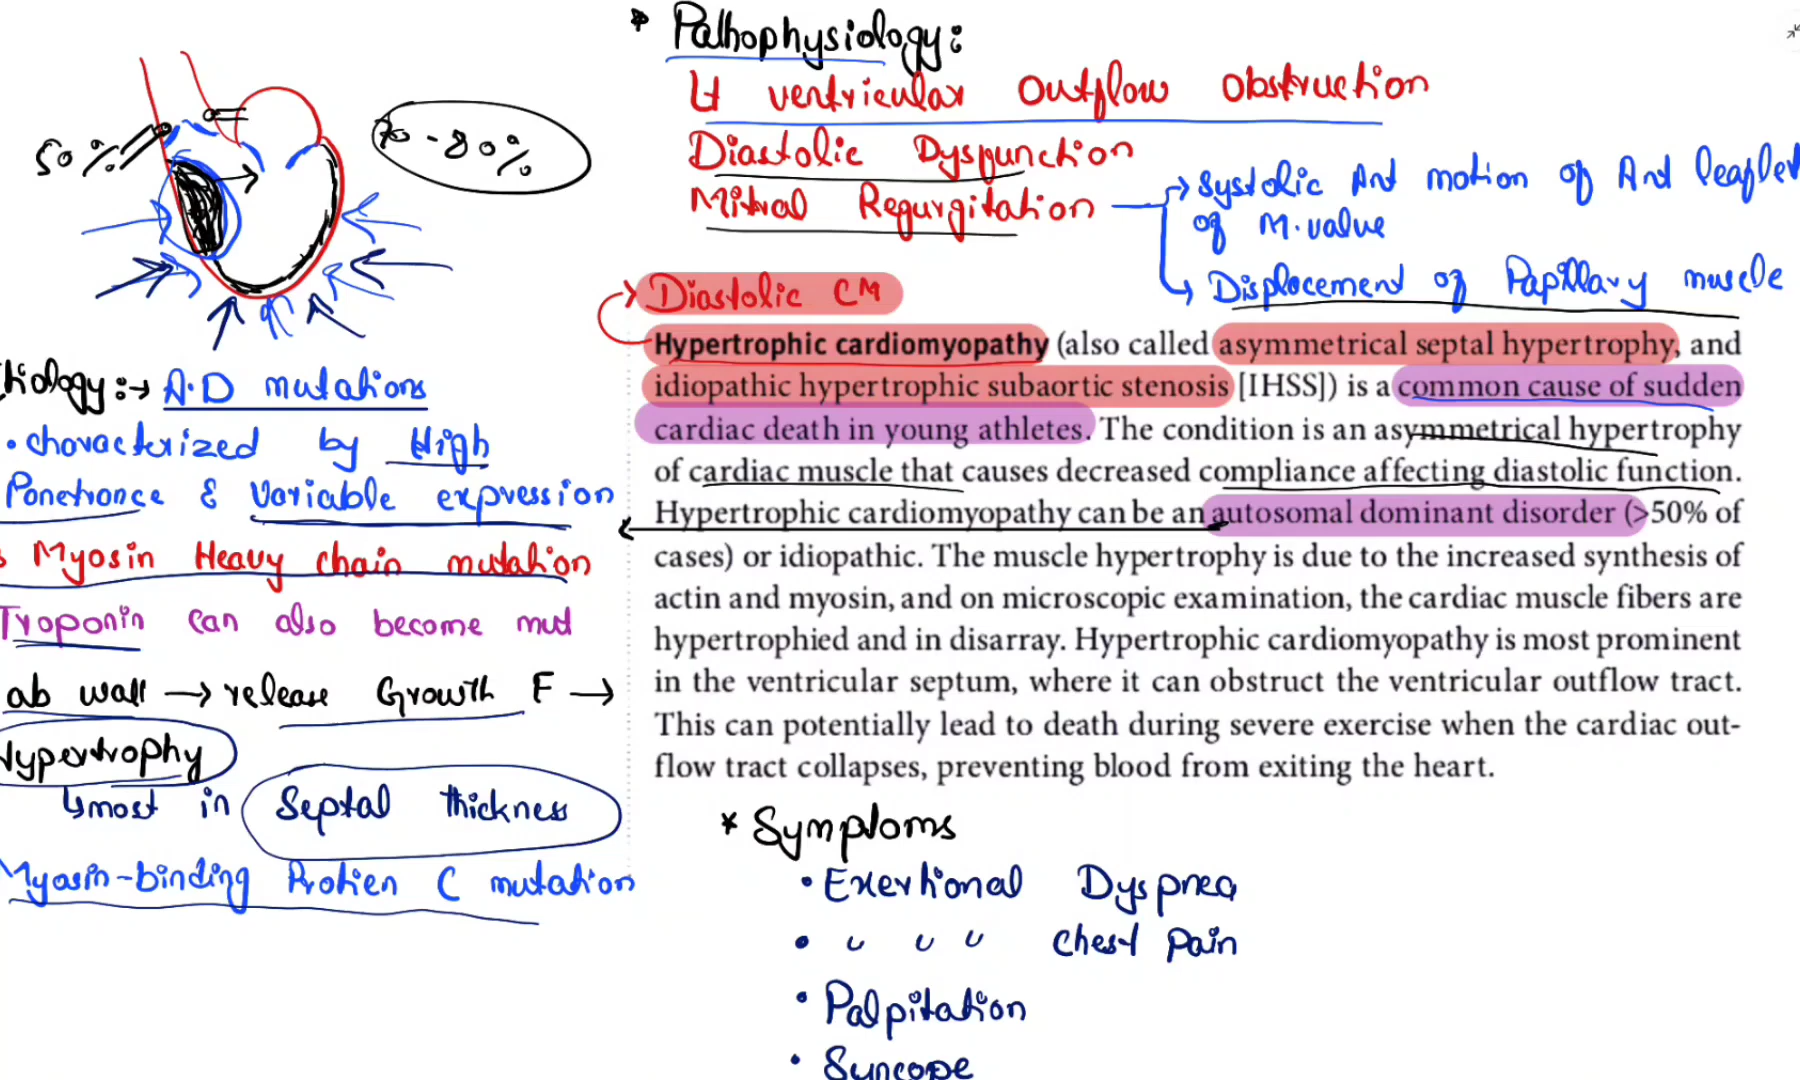 * Pathophysiology:
Lt ventricular Outflow Obstruction
Diastolic Dysfunction
Mitral Regurgitation
Systolic Ant motion of Ant leaflet
of M. valve
Displacement of Papillary muscle
50%
70-80%
Diastolic CM
Hypertrophic cardiomyopathy (also called asymmetrical septal hypertrophy, and
idiopathic hypertrophic subaortic stenosis [IHSS]) is a common cause of sudden
cardiac death in young athletes. The condition is an asymmetrical hypertrophy
of cardiac muscle that causes decreased compliance affecting diastolic function.
Hypertrophic cardiomyopathy can be an autosomal dominant disorder (>50% of
cases) or idiopathic. The muscle hypertrophy is due to the increased synthesis of
actin and myosin, and on microscopic examination, the cardiac muscle fibers are
hypertrophied and in disarray. Hypertrophic cardiomyopathy is most prominent
in the ventricular septum, where it can obstruct the ventricular outflow tract.
This can potentially lead to death during severe exercise when the cardiac out-
flow tract collapses, preventing blood from exiting the heart.
tiology:→ A.D mutations
• characterized by High
Penetrance & Variable expression
Myosin Heavy chain mutation
Troponin can also become mut
ab wall → release Growth F →
Hypertrophy
↳ most in Septal thickness
Myosin-binding Protien C mutation
* Symptoms
• Exertional Dyspnea
• " " " Chest Pain
• Palpitation
• Syncope